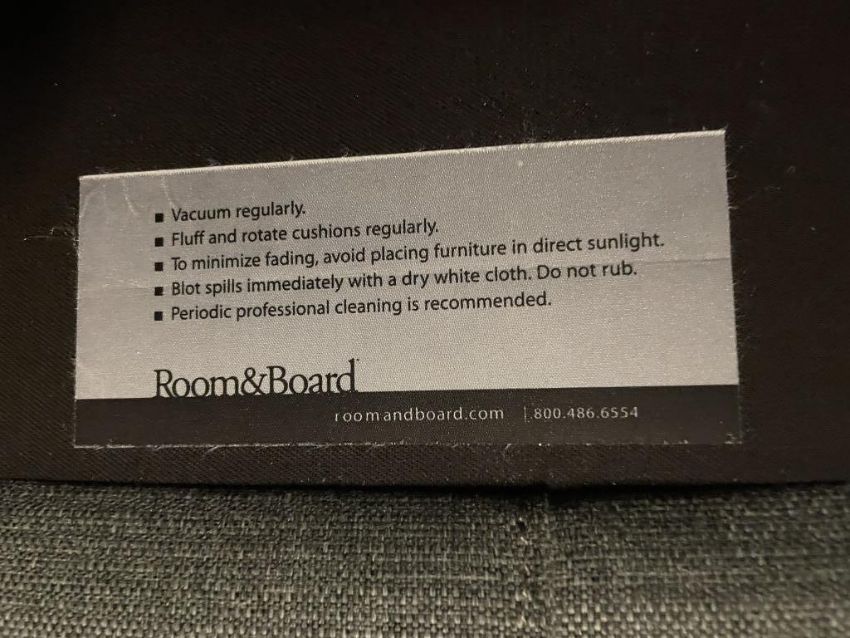 ▪ Vacuum regularly.
▪ Fluff and rotate cushions regularly.
▪ To minimize fading, avoid placing furniture in direct sunlight.
▪ Blot spills immediately with a dry white cloth. Do not rub.
▪ Periodic professional cleaning is recommended.
Room&Board
roomandboard.com | 800.486.6554